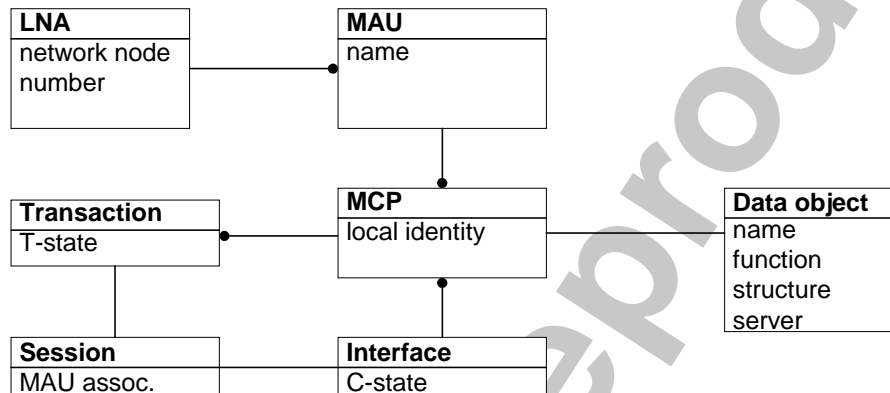 LNA
network node
number
MAU
name
Transaction
T-state
MCP
local identity
Data object
name
function
structure
server
Session
MAU assoc.
Interface
C-state